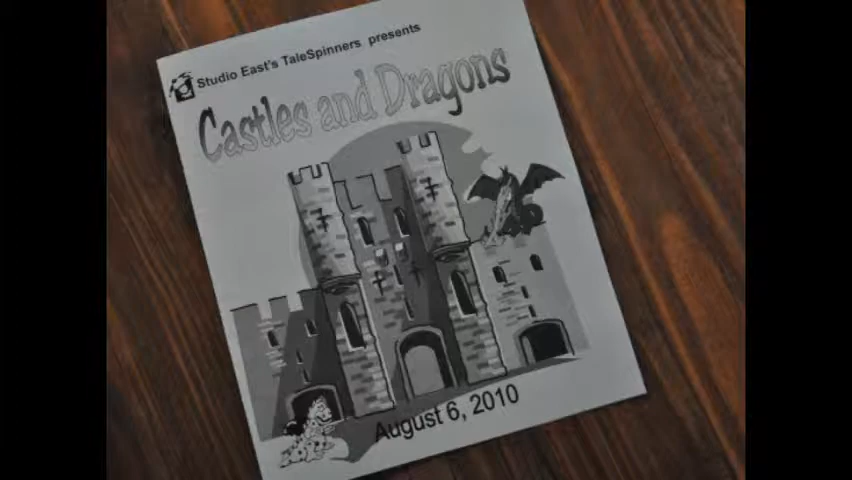 Studio East's TaleSpinners presents
Castles and Dragons
August 6, 2010